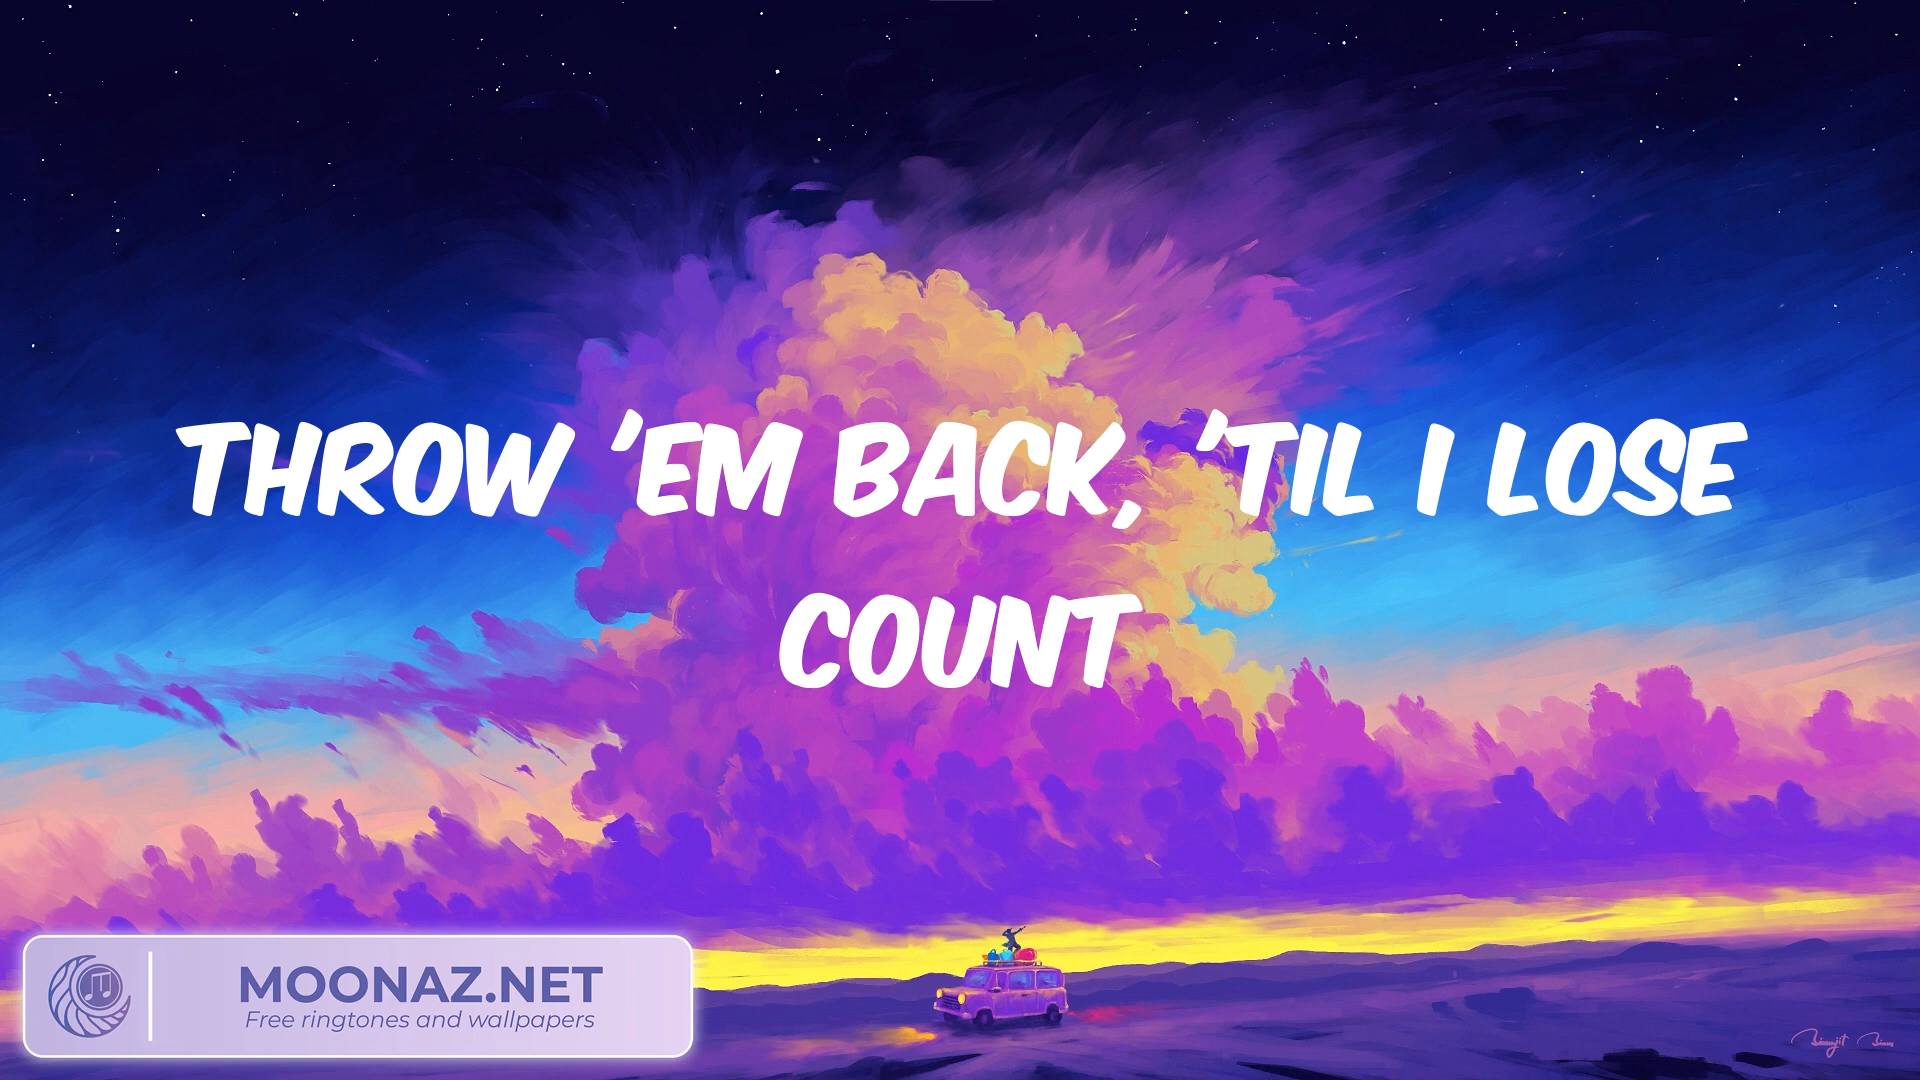 THROW 'EM BACK, 'TIL I LOSE
COUNT
MOONAZ.NET
Free ringtones and wallpapers